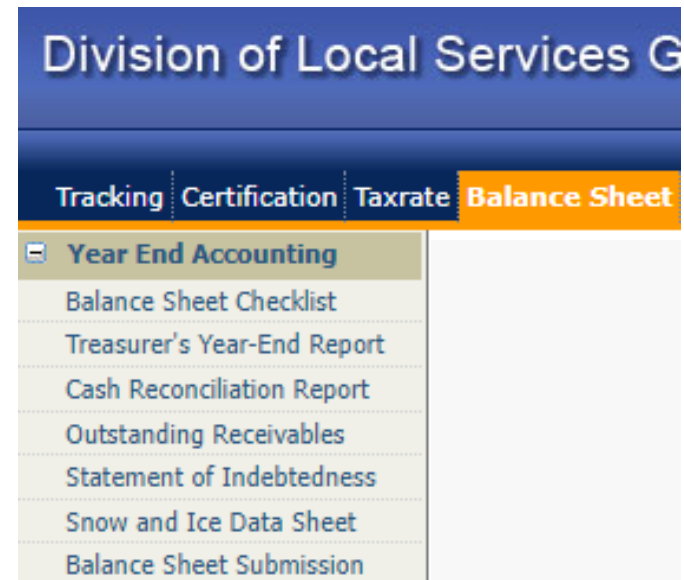 Division of Local Services G
Tracking Certification Taxrate Balance Sheet
Year End Accounting
Balance Sheet Checklist
Treasurer's Year-End Report
Cash Reconciliation Report
Outstanding Receivables
Statement of Indebtedness
Snow and Ice Data Sheet
Balance Sheet Submission